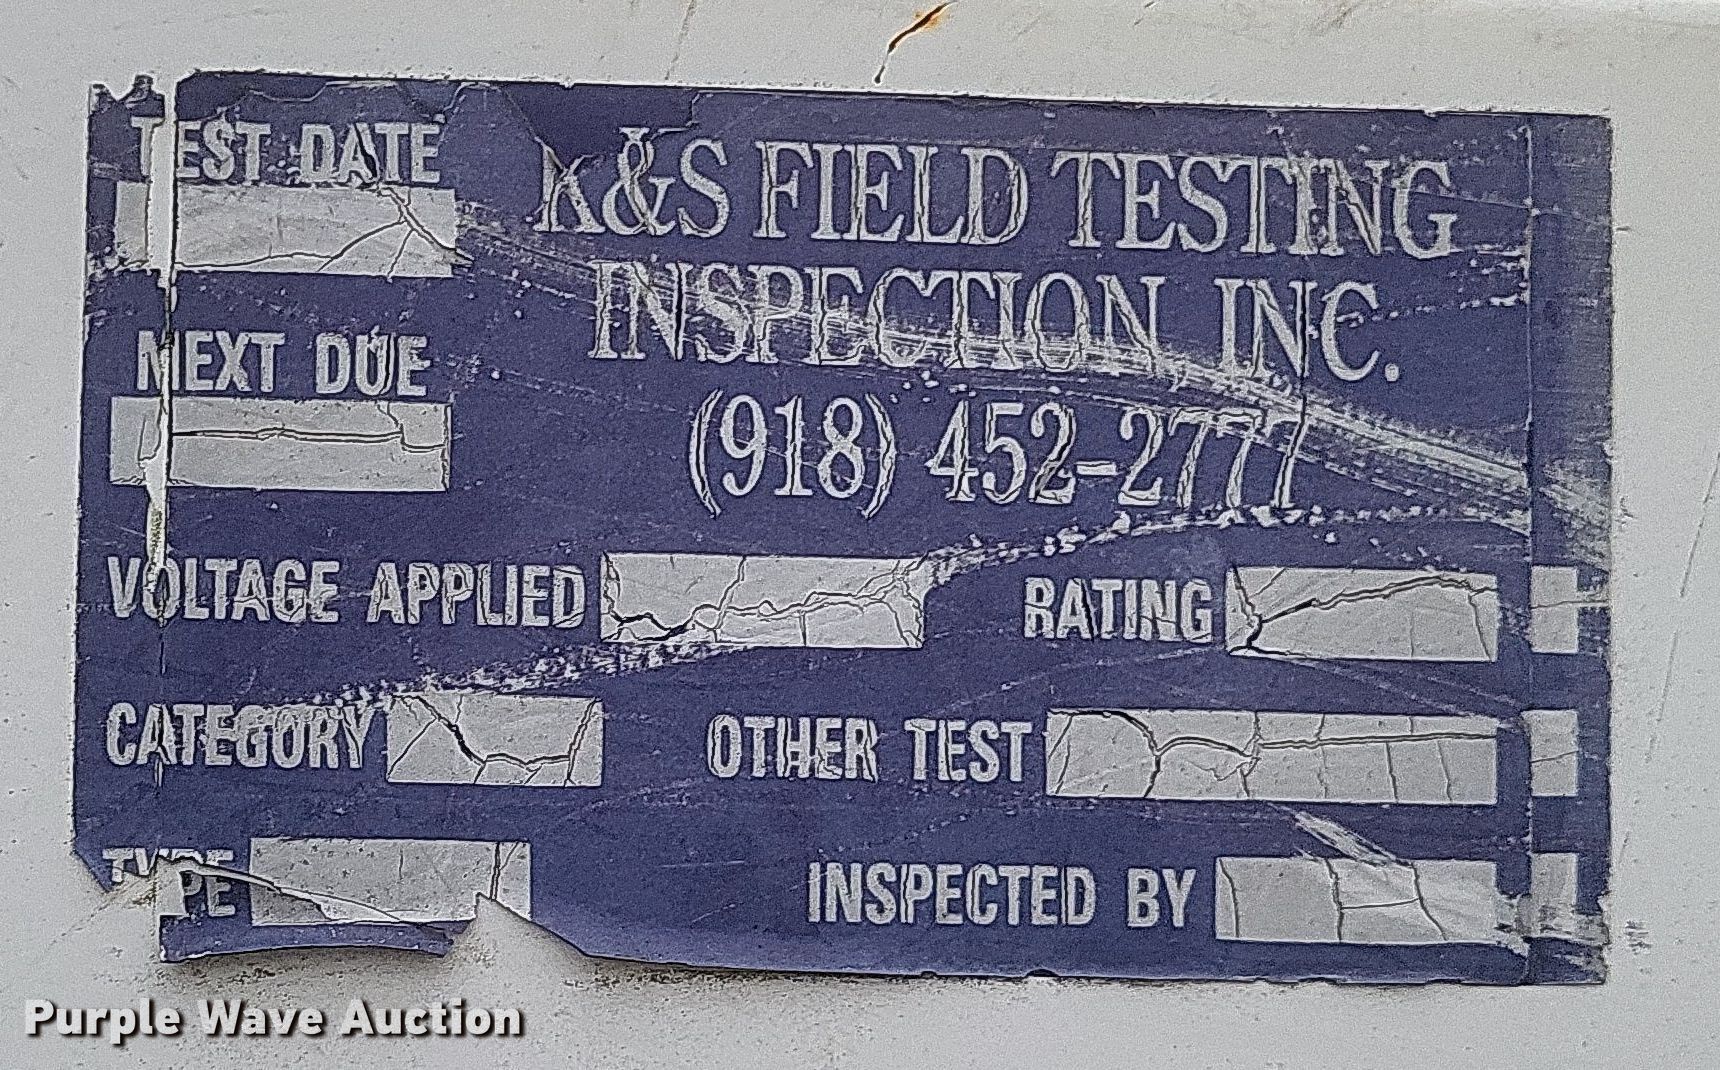 TEST DATE
K&S FIELD TESTING
INSPECTION, INC.
(918) 452-2777
NEXT DUE
VOLTAGE APPLIED
RATING
CATEGORY
OTHER TEST
TYPE
INSPECTED BY
Purple Wave Auction